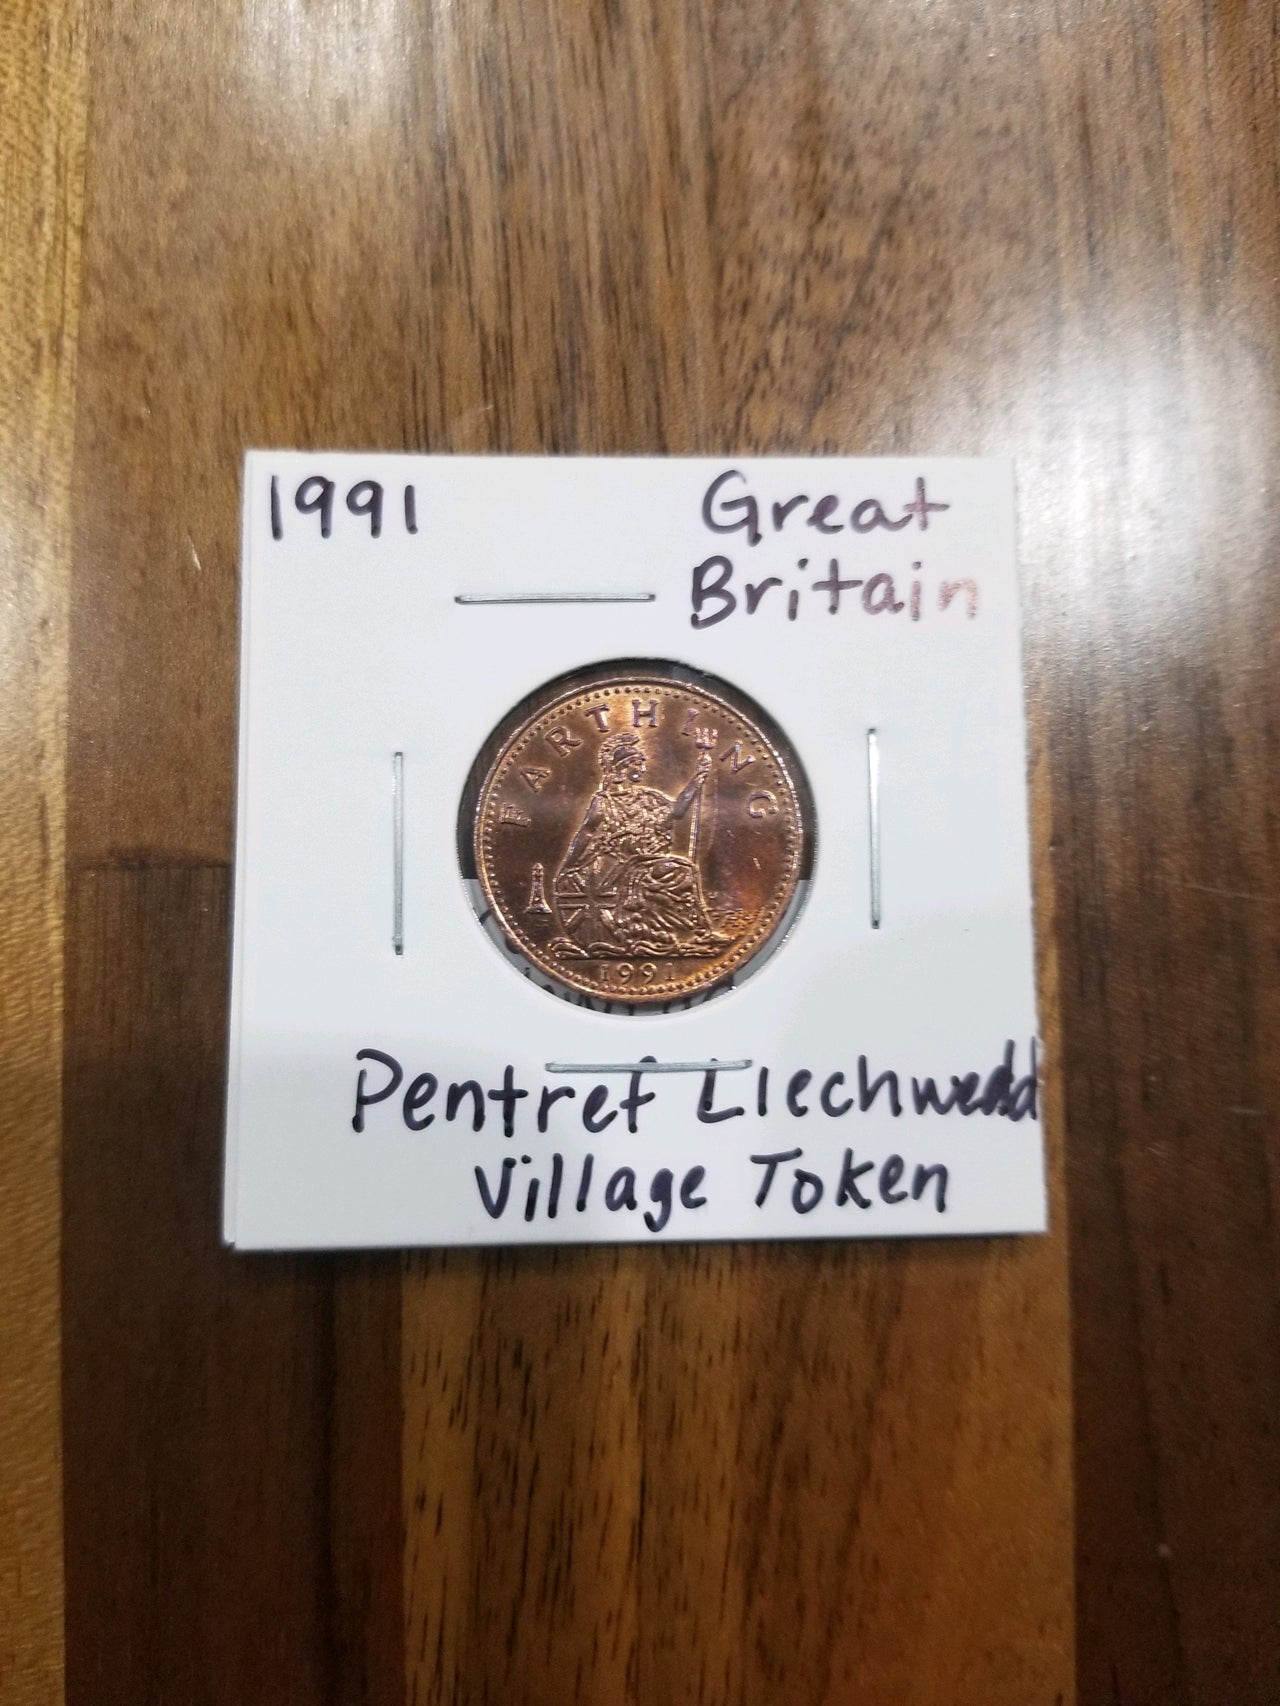 1991
Great
Britain
FARTHING
1991
Pentref Llechwedd
Village Token